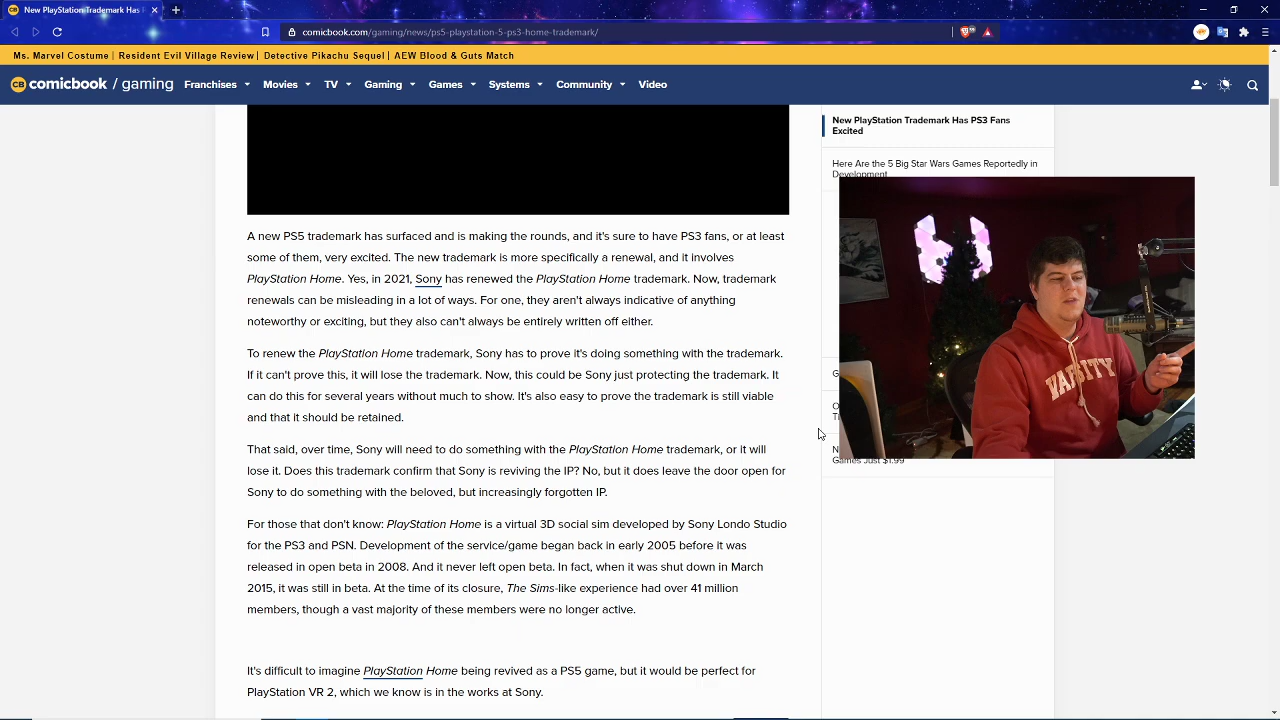 New PlayStation Trademark Has
comicbook.com/gaming/news/ps5-playstation-5-ps3-home-trademark/
Ms. Marvel Costume | Resident Evil Village Review | Detective Pikachu Sequel | AEW Blood & Guts Match
CB comicbook / gaming Franchises Movies TV Gaming Games Systems Community Video
New PlayStation Trademark Has PS3 Fans
Excited
Here Are the 5 Big Star Wars Games Reportedly in
Development
A new PS5 trademark has surfaced and is making the rounds, and it's sure to have PS3 fans, or at least
some of them, very excited. The new trademark is more specifically a renewal, and it involves
PlayStation Home. Yes, in 2021, Sony has renewed the PlayStation Home trademark. Now, trademark
renewals can be misleading in a lot of ways. For one, they aren't always indicative of anything
noteworthy or exciting, but they also can't always be entirely written off either.
To renew the PlayStation Home trademark, Sony has to prove it's doing something with the trademark.
If it can't prove this, it will lose the trademark. Now, this could be Sony just protecting the trademark. It
can do this for several years without much to show. It's also easy to prove the trademark is still viable
and that it should be retained.
That said, over time, Sony will need to do something with the PlayStation Home trademark, or it will
lose it. Does this trademark confirm that Sony is reviving the IP? No, but it does leave the door open for
Sony to do something with the beloved, but increasingly forgotten IP.
For those that don't know: PlayStation Home is a virtual 3D social sim developed by Sony Londo Studio
for the PS3 and PSN. Development of the service/game began back in early 2005 before it was
released in open beta in 2008. And it never left open beta. In fact, when it was shut down in March
2015, it was still in beta. At the time of its closure, The Sims-like experience had over 41 million
members, though a vast majority of these members were no longer active.
It's difficult to imagine PlayStation Home being revived as a PS5 game, but it would be perfect for
PlayStation VR 2, which we know is in the works at Sony.
Games Just $1.99
VARSITY